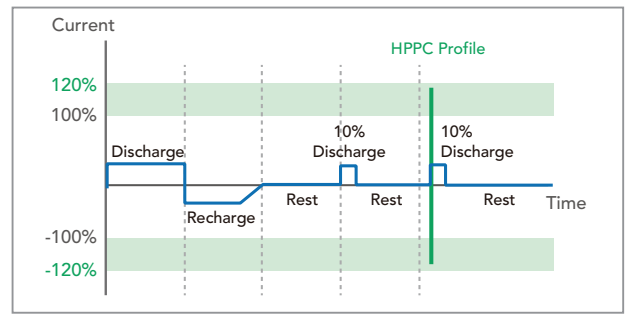 Current
HPPC Profile
120%
100%
10%
Discharge
10%
Discharge
Discharge
Recharge
Rest
Rest
Rest
Time
-100%
-120%